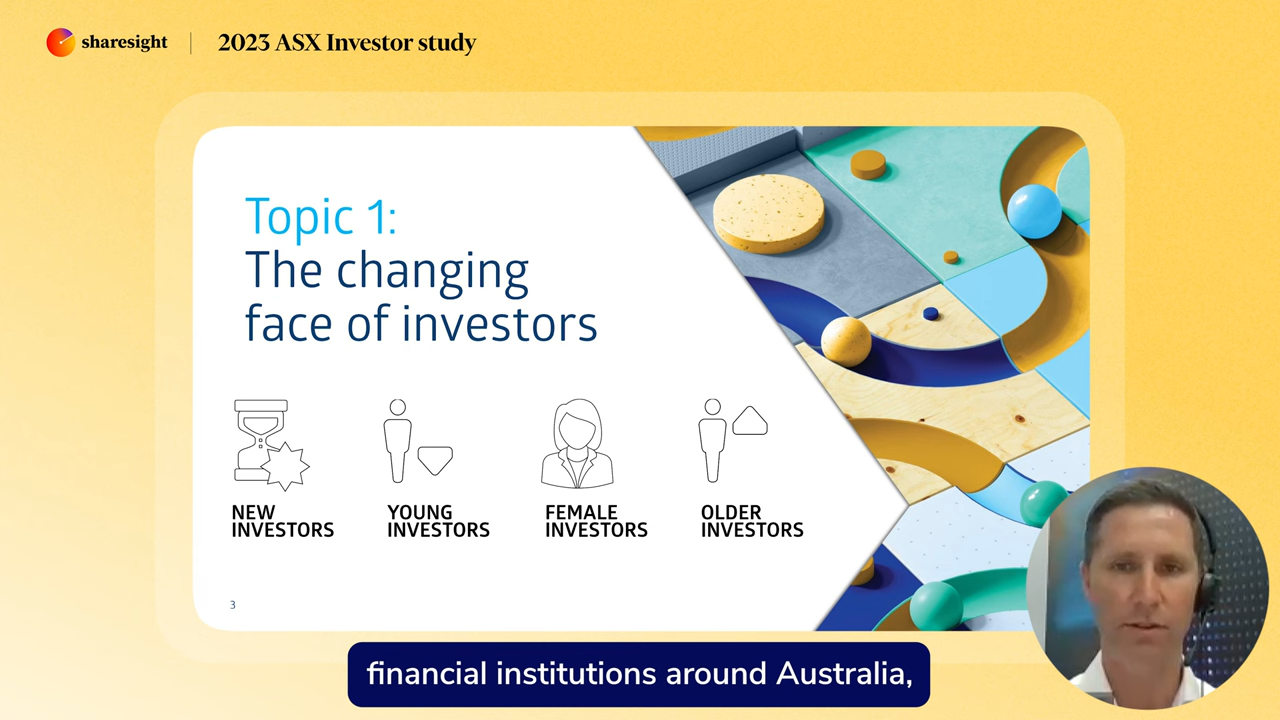 sharesight
2023 ASX Investor study
Topic 1:
The changing
face of investors
NEW
INVESTORS
YOUNG
INVESTORS
FEMALE
INVESTORS
OLDER
INVESTORS
3
financial institutions around Australia,